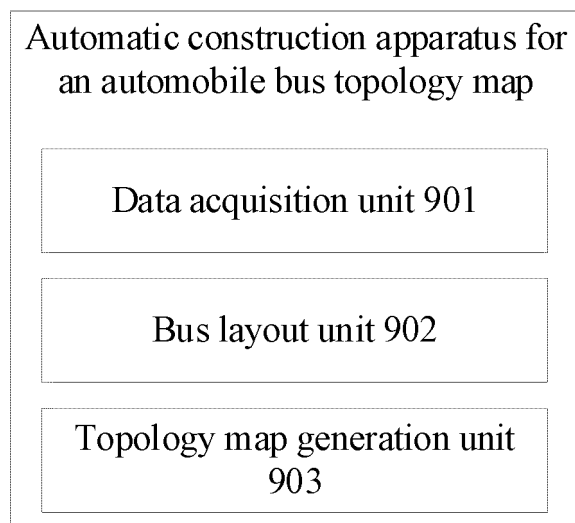 Automatic construction apparatus for
an automobile bus topology map
Data acquisition unit 901
Bus layout unit 902
Topology map generation unit
903